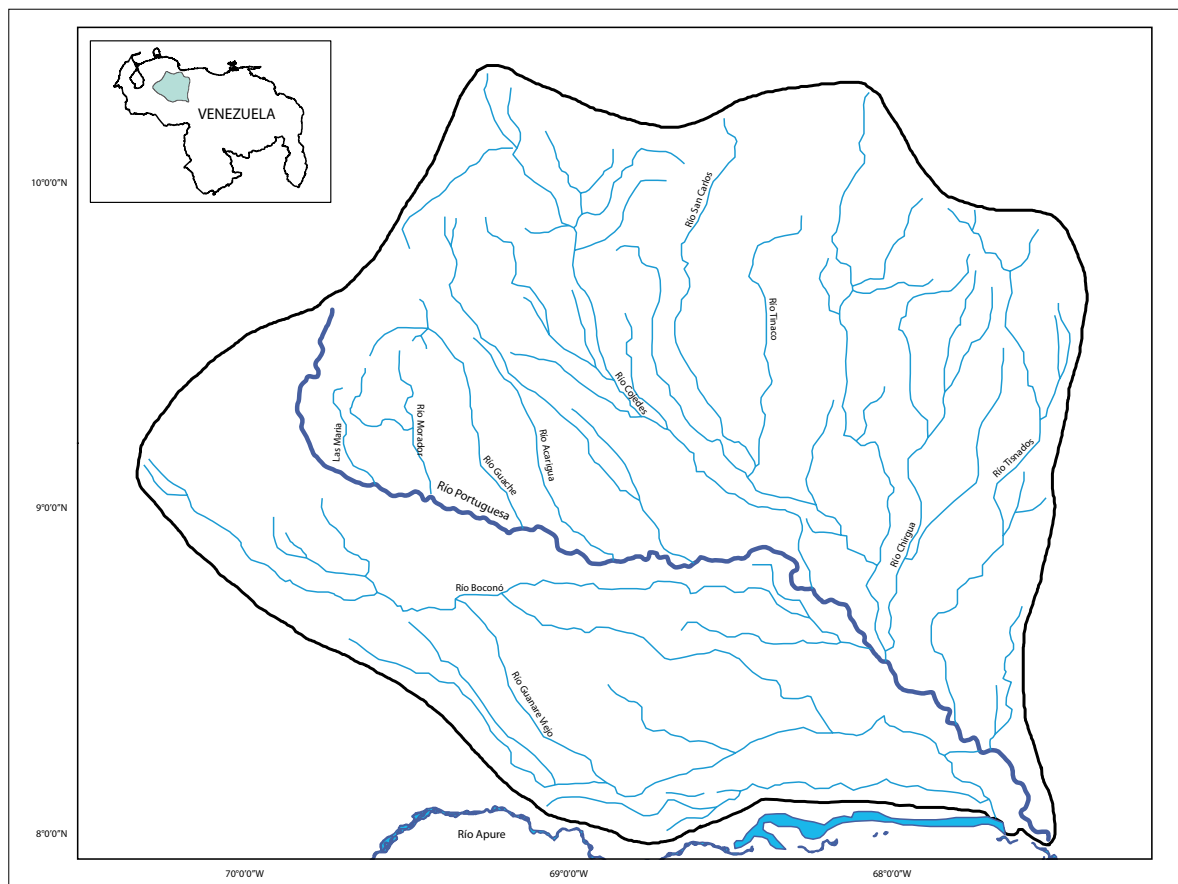 VENEZUELA
10°0'0"N
9°0'0"N
8°0'0"N
70°0'0"W
69°0'0"W
68°0'0"W
Río San Carlos
Río Tinaco
Río Cojedes
Las Maria
Río Morador
Río Guache
Río Acarigua
Río Portuguesa
Río Tisnados
Río Chirgua
Río Boconó
Río Guanare Viejo
Río Apure